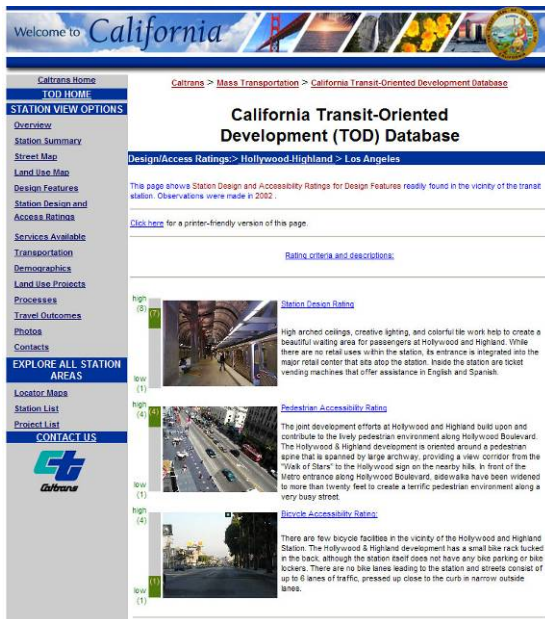 Welcome to California
Caltrans Home
TOD HOME
STATION VIEW OPTIONS
Overview
Station Summary
Street Map
Land Use Map
Design Features
Station Design and
Access Ratings
Services Available
Transportation
Demographics
Land Use Projects
Processes
Travel Outcomes
Photos
Contacts
EXPLORE ALL STATION
AREAS
Locator Maps
Station List
Project List
CONTACT US
Caltrans
Caltrans > Mass Transportation > California Transit-Oriented Development Database
California Transit-Oriented
Development (TOD) Database
Design/Access Ratings:> Hollywood-Highland > Los Angeles
This page shows Station Design and Accessibility Ratings for Design Features readily found in the vicinity of the transit
station. Observations were made in 2002 .
Click here for a printer-friendly version of this page.
Rating criteria and descriptions:
high
(8)
(7)
low
(1)
Station Design Rating
High arched ceilings, creative lighting, and colorful tile work help to create a
beautiful waiting area for passengers at Hollywood and Highland. While
there are no retail uses within the station, its entrance is integrated into the
major retail center that sits atop the station. Inside the station are ticket
vending machines that offer assistance in English and Spanish.
high
(4)
(4)
low
(1)
Pedestrian Accessibility Rating
The joint development efforts at Hollywood and Highland build upon and
contribute to the lively pedestrian environment along Hollywood Boulevard.
The Hollywood & Highland development is oriented around a pedestrian
spine that is spanned by large archway, providing a view corridor from the
"Walk of Stars" to the Hollywood sign on the nearby hills. In front of the
Metro entrance along Hollywood Boulevard, sidewalks have been widened
to more than twenty feet to create a terrific pedestrian environment along a
very busy street.
high
(4)
(1)
low
(1)
Bicycle Accessibility Rating:
There are few bicycle facilities in the vicinity of the Hollywood and Highland
Station. The Hollywood & Highland development has a small bike rack tucked
in the back, although the station itself does not have any bike parking or bike
lockers. There are no bike lanes leading to the station and streets consist of
up to 6 lanes of traffic, pressed up close to the curb in narrow outside
lanes.